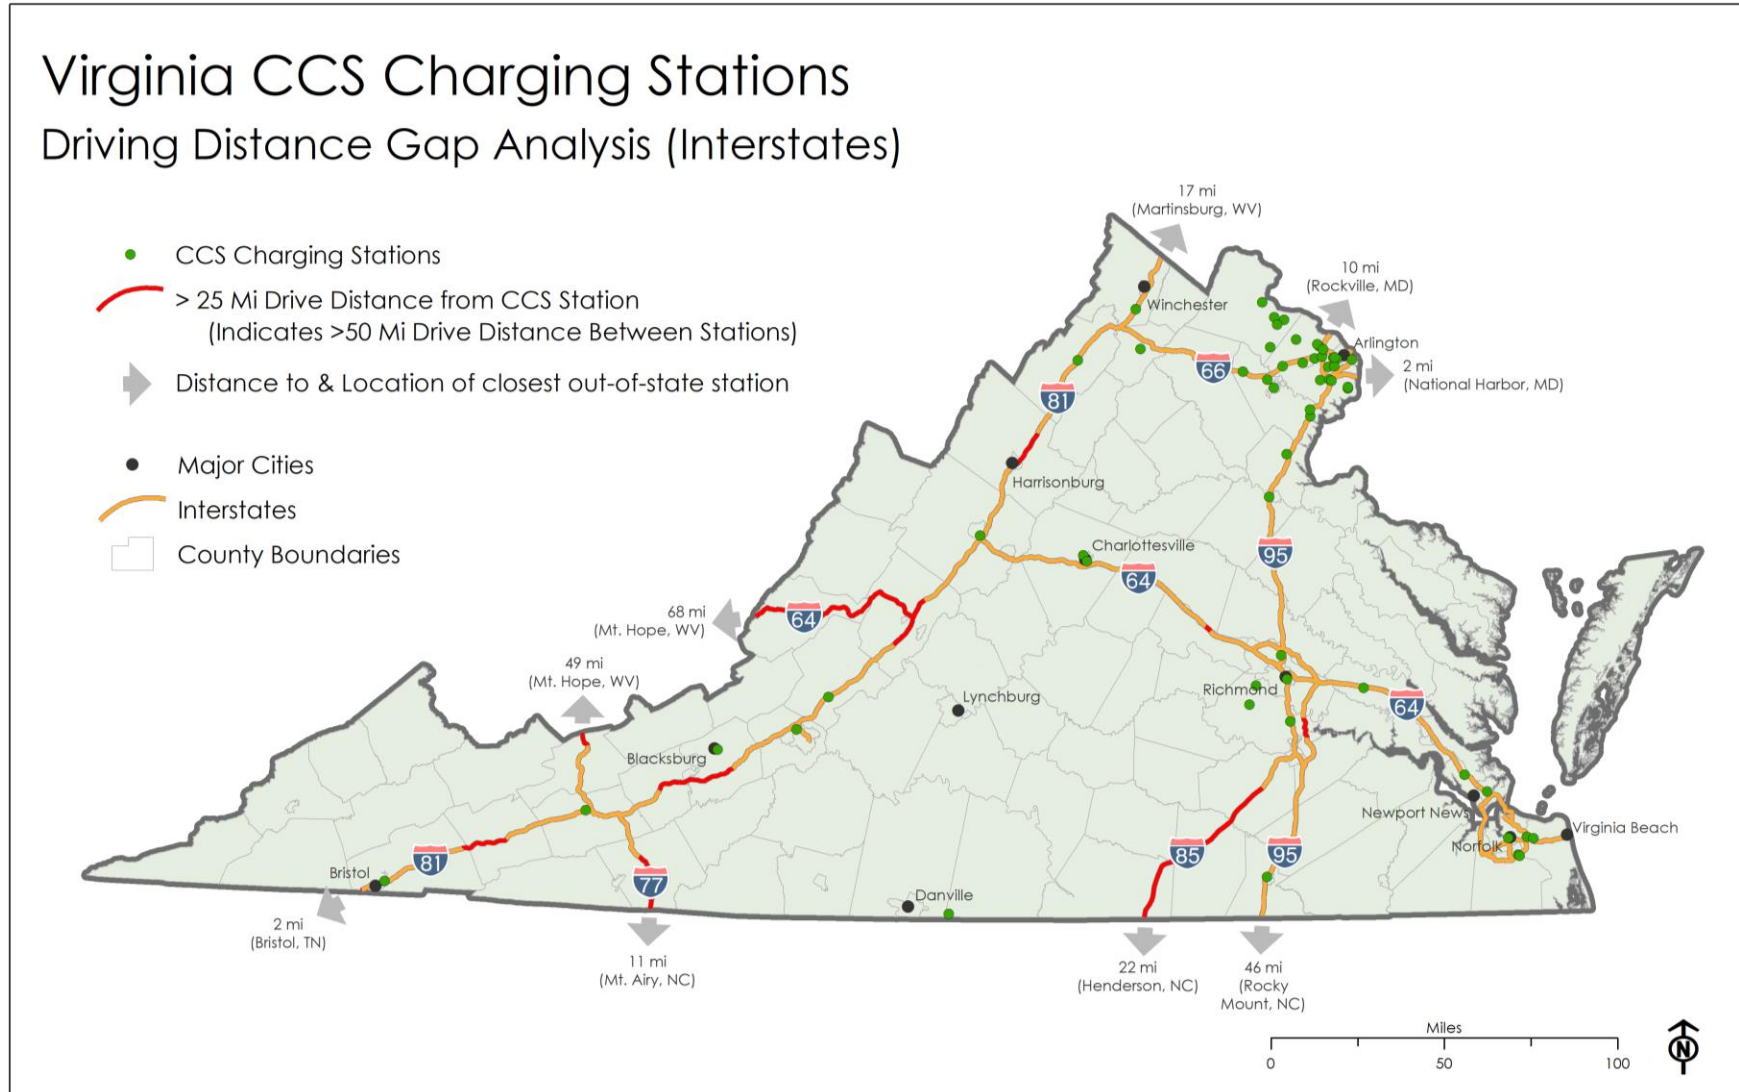 Virginia CCS Charging Stations
Driving Distance Gap Analysis (Interstates)
CCS Charging Stations
> 25 Mi Drive Distance from CCS Station
(Indicates >50 Mi Drive Distance Between Stations)
Distance to & Location of closest out-of-state station
Major Cities
Interstates
County Boundaries
17 mi
(Martinsburg, WV)
10 mi
(Rockville, MD)
Winchester
Arlington
2 mi
(National Harbor, MD)
66
81
Harrisonburg
Charlottesville
95
64
68 mi
(Mt. Hope, WV)
64
49 mi
(Mt. Hope, WV)
Lynchburg
Richmond
64
Blacksburg
Newport News
Virginia Beach
Norfolk
Bristol
81
77
85
95
Danville
2 mi
(Bristol, TN)
11 mi
(Mt. Airy, NC)
22 mi
(Henderson, NC)
46 mi
(Rocky
Mount, NC)
Miles
0 50 100
N